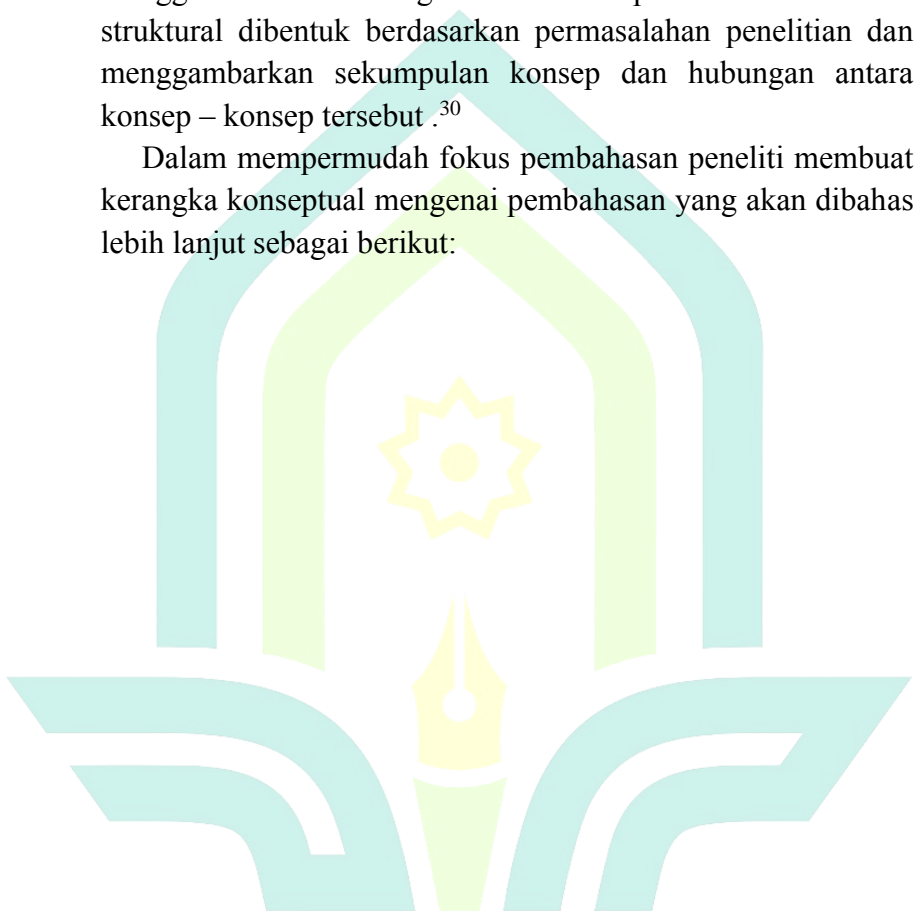 struktural dibentuk berdasarkan permasalahan penelitian dan
menggambarkan sekumpulan konsep dan hubungan antara
konsep – konsep tersebut .30
Dalam mempermudah fokus pembahasan peneliti membuat
kerangka konseptual mengenai pembahasan yang akan dibahas
lebih lanjut sebagai berikut: